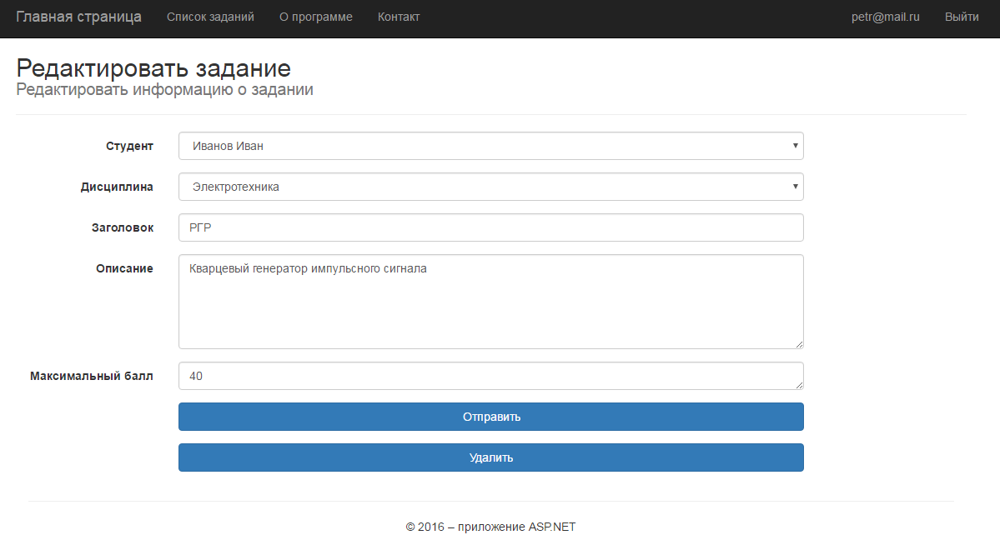 Главная страница Список заданий О программе Контакт petr@mail.ru Выйти
Редактировать задание
Редактировать информацию о задании
Студент Иванов Иван
Дисциплина Электротехника
Заголовок РГР
Описание Кварцевый генератор импульсного сигнала
Максимальный балл 40
Отправить
Удалить
© 2016 – приложение ASP.NET